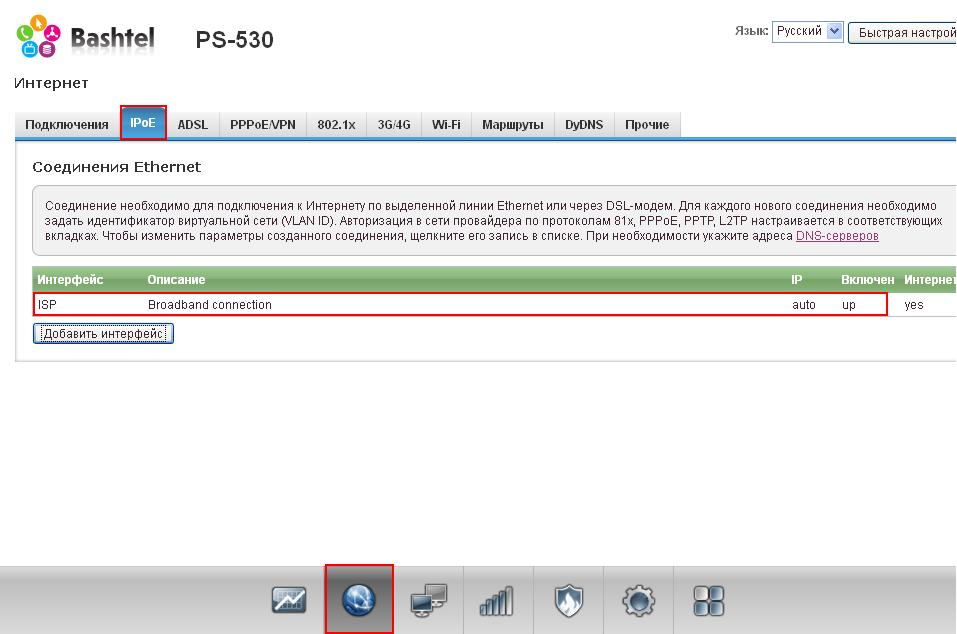 Bashtel PS-530 Язык: Русский
Интернет
Подключения IPoE ADSL PPPoE/VPN 802.1x 3G/4G Wi-Fi Маршруты DyDNS Прочие
Соединения Ethernet
Соединение необходимо для подключения к Интернету по выделенной линии Ethernet или через DSL-модем. Для каждого нового соединения необходимо
задать идентификатор виртуальной сети (VLAN ID). Авторизация в сети провайдера по протоколам 81x, PPPoE, PPTP, L2TP настраивается в соответствующих
вкладках. Чтобы изменить параметры созданного соединения, щелкните его запись в списке. При необходимости укажите адреса DNS-серверов
Интерфейс Описание IP Включен Интернет
ISP Broadband connection auto up yes
Добавить интерфейс